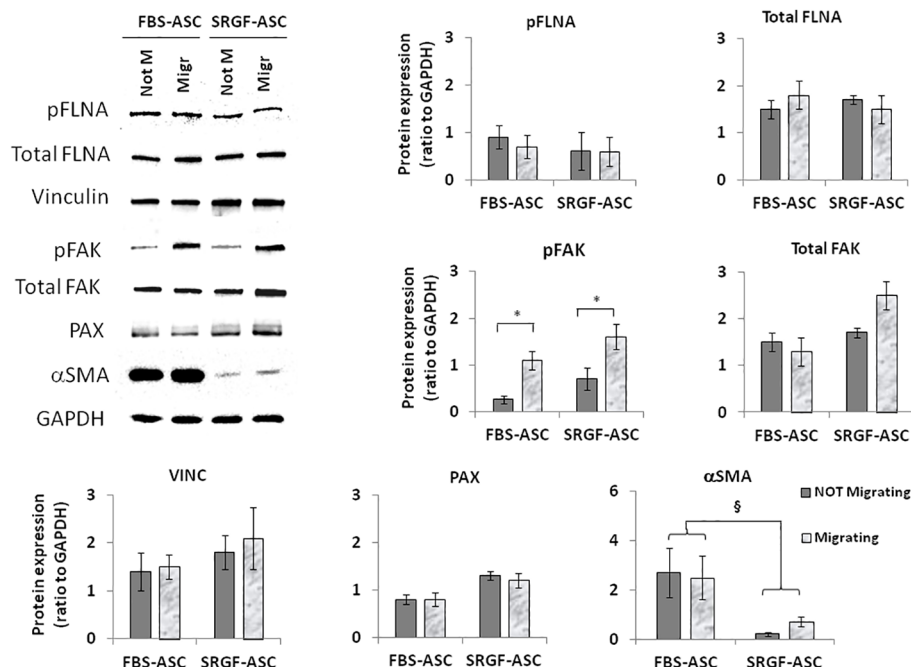 FBS-ASC SRGF-ASC
Not M Migr Not M Migr
pFLNA
Total FLNA
Vinculin
pFAK
Total FAK
PAX
αSMA
GAPDH
pFLNA
Protein expression
(ratio to GAPDH)
3
2
1
0
FBS-ASC SRGF-ASC
Total FLNA
3
2
1
0
FBS-ASC SRGF-ASC
pFAK
Protein expression
(ratio to GAPDH)
3
2
1
0
* *
FBS-ASC SRGF-ASC
Total FAK
3
2
1
0
FBS-ASC SRGF-ASC
VINC
Protein expression
(ratio to GAPDH)
3
2
1
0
FBS-ASC SRGF-ASC
PAX
3
2
1
0
FBS-ASC SRGF-ASC
αSMA
6
4
2
0
§
FBS-ASC SRGF-ASC
NOT Migrating
Migrating